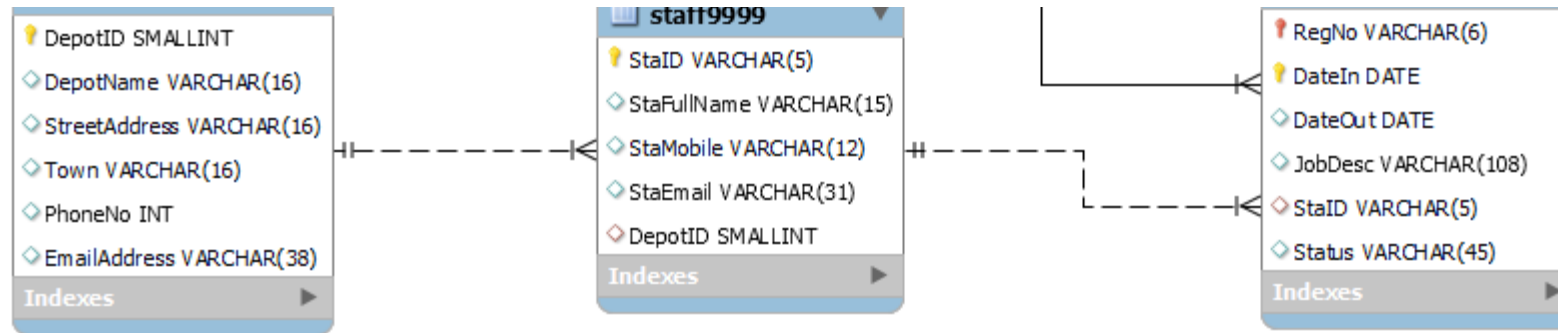 DepotID SMALLINT
DepotName VARCHAR(16)
StreetAddress VARCHAR(16)
Town VARCHAR(16)
PhoneNo INT
EmailAddress VARCHAR(38)
Indexes
staff9999
StaID VARCHAR(5)
StaFullName VARCHAR(15)
StaMobile VARCHAR(12)
StaEmail VARCHAR(31)
DepotID SMALLINT
Indexes
RegNo VARCHAR(6)
DateIn DATE
DateOut DATE
JobDesc VARCHAR(108)
StaID VARCHAR(5)
Status VARCHAR(45)
Indexes